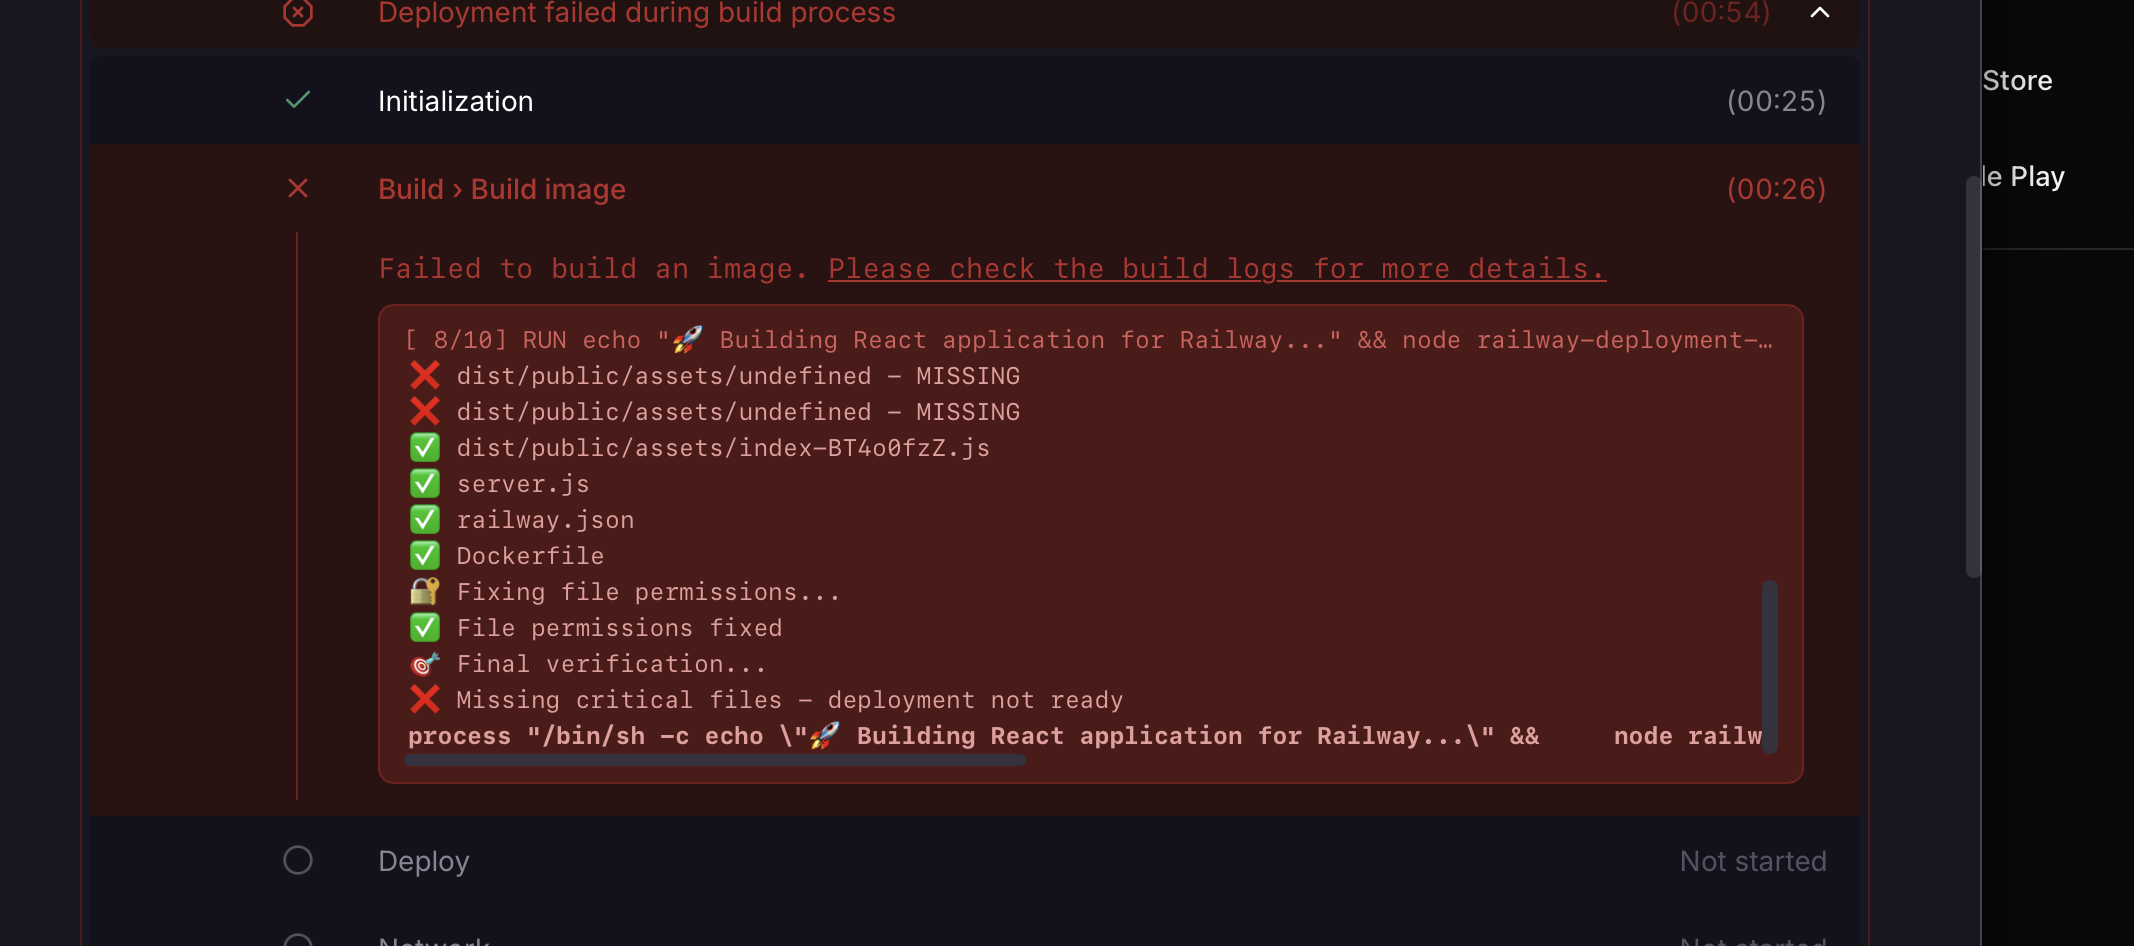 Deployment failed during build process (00:54)
Store
Initialization (00:25)
le Play
Build › Build image (00:26)
Failed to build an image. Please check the build logs for more details.
[ 8/10] RUN echo "🚀 Building React application for Railway..." && node railway-deployment-…
❌ dist/public/assets/undefined - MISSING
❌ dist/public/assets/undefined - MISSING
✅ dist/public/assets/index-BT4o0fzZ.js
✅ server.js
✅ railway.json
✅ Dockerfile
🔐 Fixing file permissions...
✅ File permissions fixed
🎯 Final verification...
❌ Missing critical files - deployment not ready
process "/bin/sh -c echo \"🚀 Building React application for Railway...\" &&     node railw
Deploy Not started
Network Not started